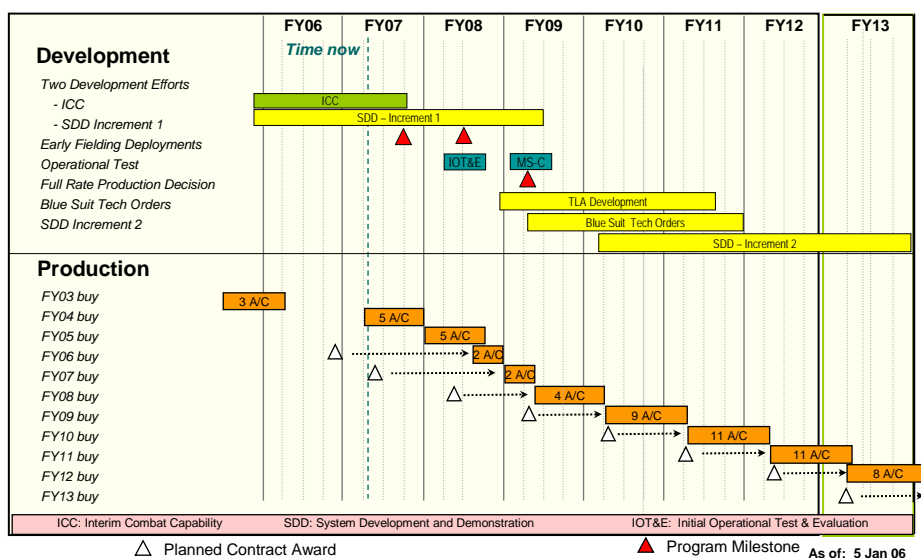 FY06 FY07 FY08 FY09 FY10 FY11 FY12 FY13
Time now
Development
Two Development Efforts
- ICC
ICC
- SDD Increment 1
SDD – Increment 1
Early Fielding Deployments
Operational Test
IOT&E MS-C
Full Rate Production Decision
Blue Suit Tech Orders
TLA Development
SDD Increment 2
Blue Suit Tech Orders
SDD – Increment 2
Production
FY03 buy
3 A/C
FY04 buy
5 A/C
FY05 buy
5 A/C
FY06 buy
2 A/C
FY07 buy
2 A/C
FY08 buy
4 A/C
FY09 buy
9 A/C
FY10 buy
11 A/C
FY11 buy
11 A/C
FY12 buy
8 A/C
FY13 buy
ICC: Interim Combat Capability SDD: System Development and Demonstration IOT&E: Initial Operational Test & Evaluation
Planned Contract Award Program Milestone As of: 5 Jan 06